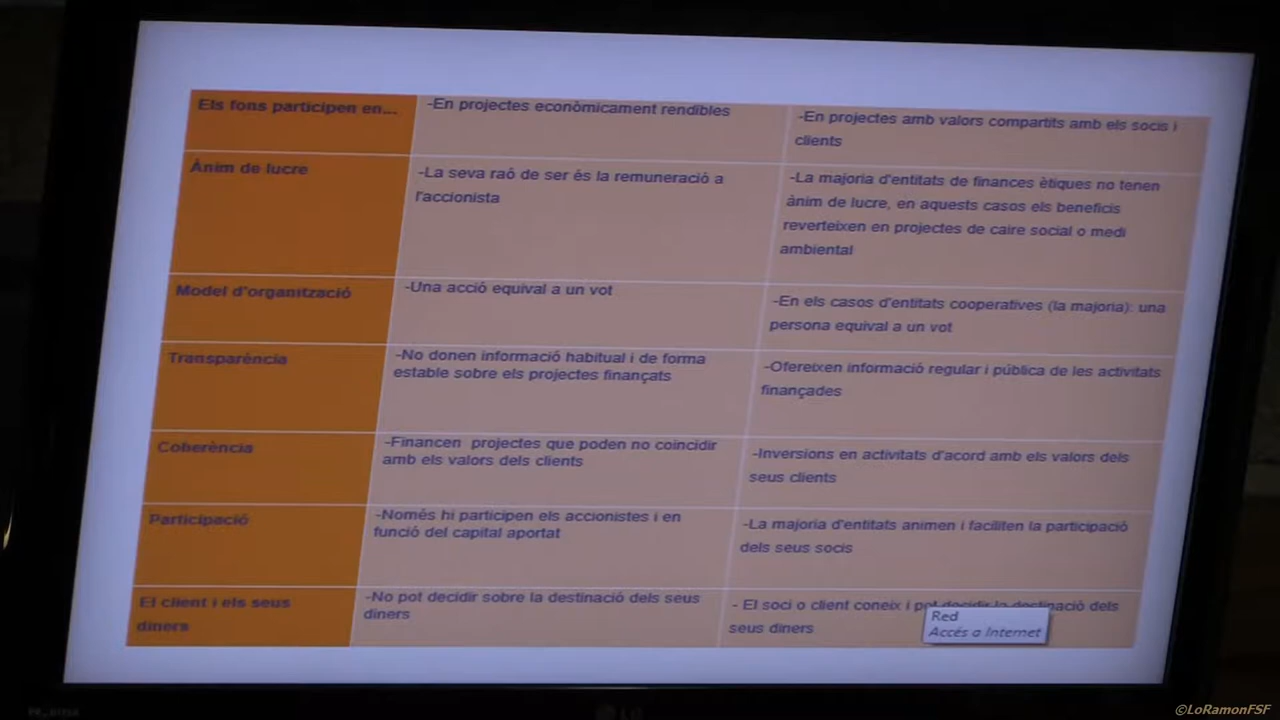 Els fons participen en...
-En projectes econòmicament rendibles
-En projectes amb valors compartits amb els socis i
clients
Ànim de lucre
-La seva raó de ser és la remuneració a
l'accionista
-La majoria d'entitats de finances ètiques no tenen
ànim de lucre, en aquests casos els beneficis
reverteixen en projectes de caire social o medi
ambiental
Model d'organització
-Una acció equival a un vot
-En els casos d'entitats cooperatives (la majoria): una
persona equival a un vot
Transparència
-No donen informació habitual i de forma
estable sobre els projectes finançats
-Ofereixen informació regular i pública de les activitats
finançades
Coherència
-Financen projectes que poden no coincidir
amb els valors dels clients
-Inversions en activitats d'acord amb els valors dels
seus clients
Participació
-Només hi participen els accionistes i en
funció del capital aportat
-La majoria d'entitats animen i faciliten la participació
dels seus socis
El client i els seus
diners
-No pot decidir sobre la destinació dels seus
diners
- El soci o client coneix i pot decidir la destinació dels
seus diners
Red
Accés a Internet
©LoRamonFSF